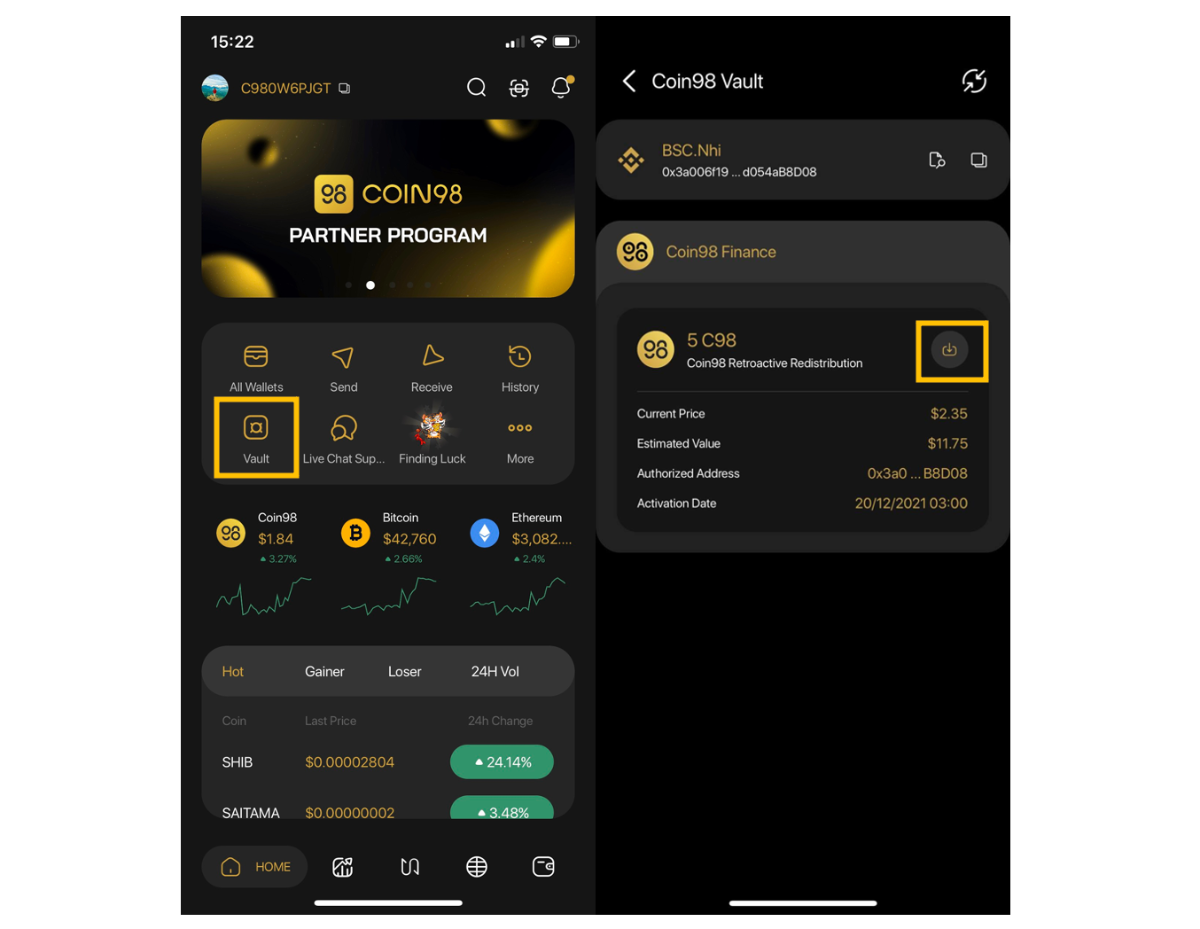 15:22
C980W6PJGT
98 COIN98
PARTNER PROGRAM
All Wallets Send Receive History
Vault Live Chat Sup... Finding Luck More
Coin98 Bitcoin Ethereum
$1.84 $42,760 $3,082....
3.27% 2.66% 2.4%
Hot Gainer Loser 24H Vol
Coin Last Price 24h Change
SHIB $0.00002804 24.14%
SAITAMA $0.00000002 3.48%
HOME
Coin98 Vault
BSC.Nhi
0x3a006f19 ... d054aB8D08
98 Coin98 Finance
98 5 C98
Coin98 Retroactive Redistribution
Current Price $2.35
Estimated Value $11.75
Authorized Address 0x3a0 ... B8D08
Activation Date 20/12/2021 03:00